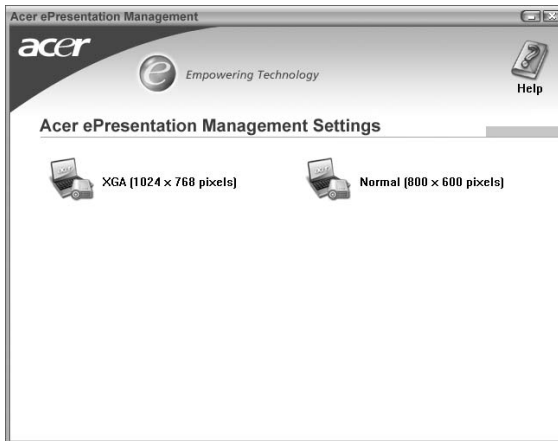 Acer ePresentation Management
acer
e Empowering Technology
Help
Acer ePresentation Management Settings
XGA (1024 x 768 pixels)
Normal (800 x 600 pixels)